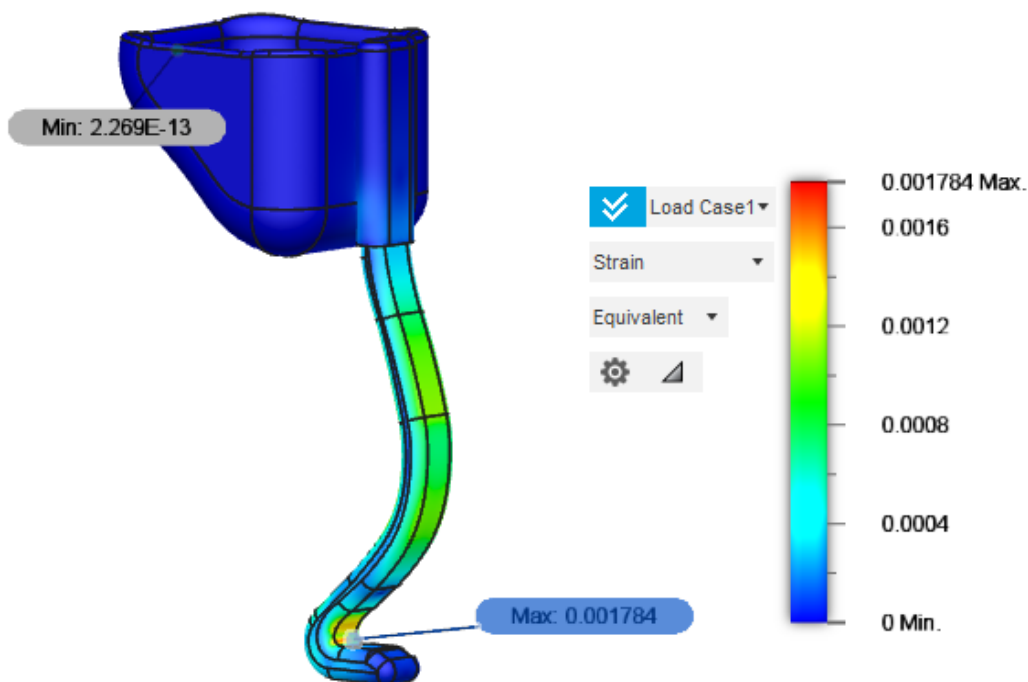 Min: 2.269E-13
Load Case1
Strain
Equivalent
0.001784 Max.
0.0016
0.0012
0.0008
0.0004
0 Min.
Max: 0.001784